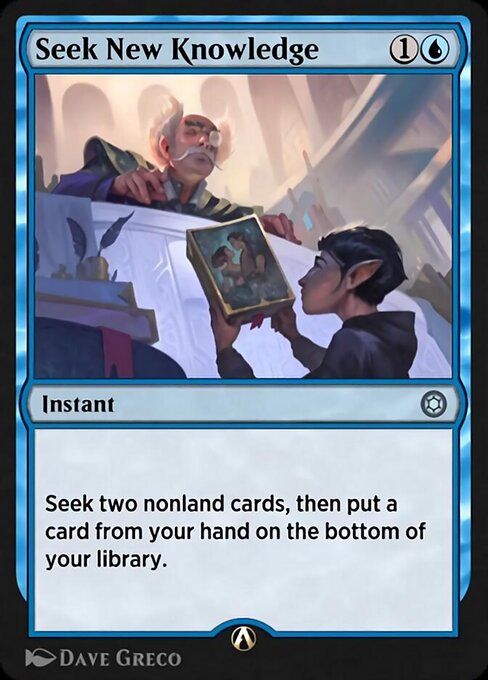 Seek New Knowledge 1
Instant
Seek two nonland cards, then put a
card from your hand on the bottom of
your library.
Dave Greco